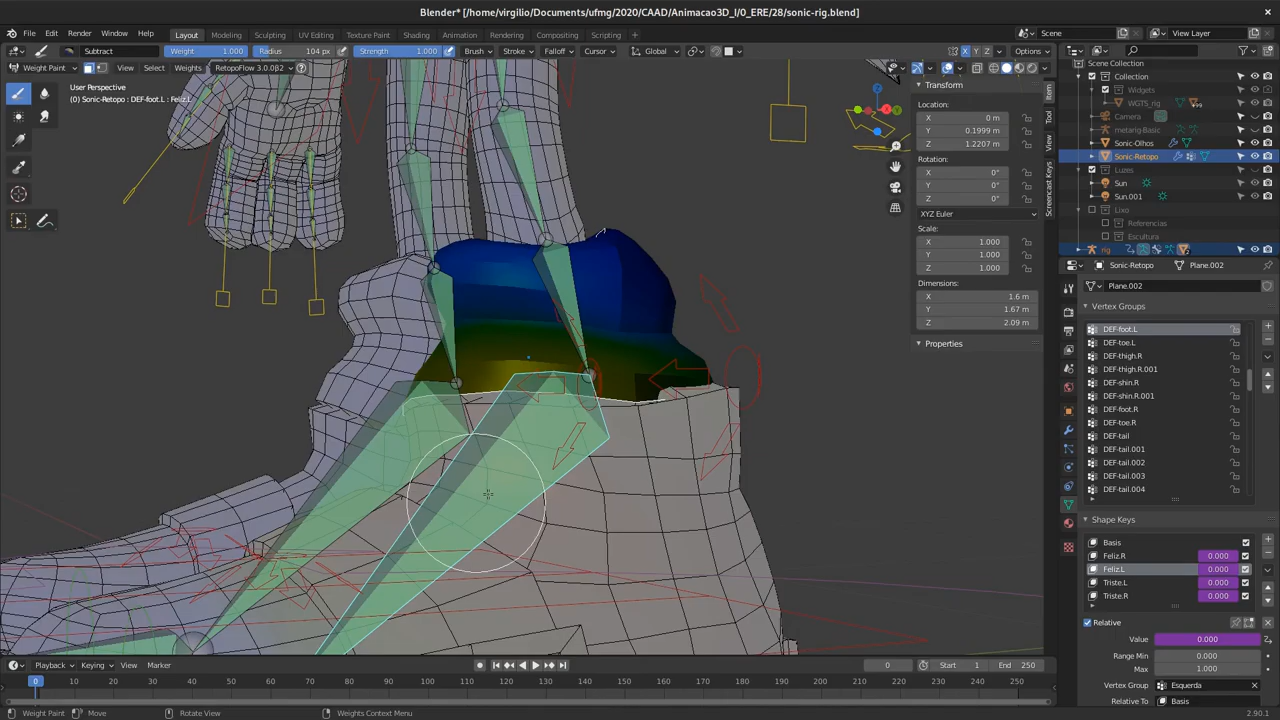 Blender* [/home/virgilio/Documents/ufmg/2020/CAAD/Animacao3D_I/0_ERE/28/sonic-rig.blend]
File Edit Render Window Help Layout Modeling Sculpting UV Editing Texture Paint Shading Animation Rendering Compositing Scripting Scene View Layer
Subtract Weight 1.000 Radius 104 px Strength 1.000 Brush Stroke Falloff Cursor Global X Y Z Options
Weight Paint View Select Weights RetopoFlow 3.0.0β2
User Perspective
(0) Sonic-Retopo : DEF-foot.L : Feliz.L
Transform
Location:
X 0 m
Y 0.1999 m
Z 1.2207 m
Rotation:
X 0°
Y 0°
Z 0°
XYZ Euler
Scale:
X 1.000
Y 1.000
Z 1.000
Dimensions:
X 1.6 m
Y 1.67 m
Z 2.09 m
Properties
Item
Tool
View
Screencast Keys
Scene Collection
Collection
Widgets
WGTS_rig
Camera
metarig-Basic
Sonic-Olhos
Sonic-Retopo
Luzes
Sun
Sun.001
Lixo
Referencias
Escultura
rig
Sonic-Retopo Plane.002
Plane.002
Vertex Groups
DEF-foot.L
DEF-toe.L
DEF-thigh.R
DEF-thigh.R.001
DEF-shin.R
DEF-shin.R.001
DEF-foot.R
DEF-toe.R
DEF-tail
DEF-tail.001
DEF-tail.002
DEF-tail.003
DEF-tail.004
Shape Keys
Basis
Feliz.R 0.000
Feliz.L 0.000
Triste.L 0.000
Triste.R 0.000
Relative
Value 0.000
Range Min 0.000
Max 1.000
Vertex Group Esquerda
Relative To Basis
Playback Keying View Marker 0 Start 1 End 250
0 10 20 30 40 50 60 70 80 90 100 110 120 130 140 150 160 170 180 190 200 210 220 230 240 250
Weight Paint Move Rotate View Weights Context Menu 2.90.1